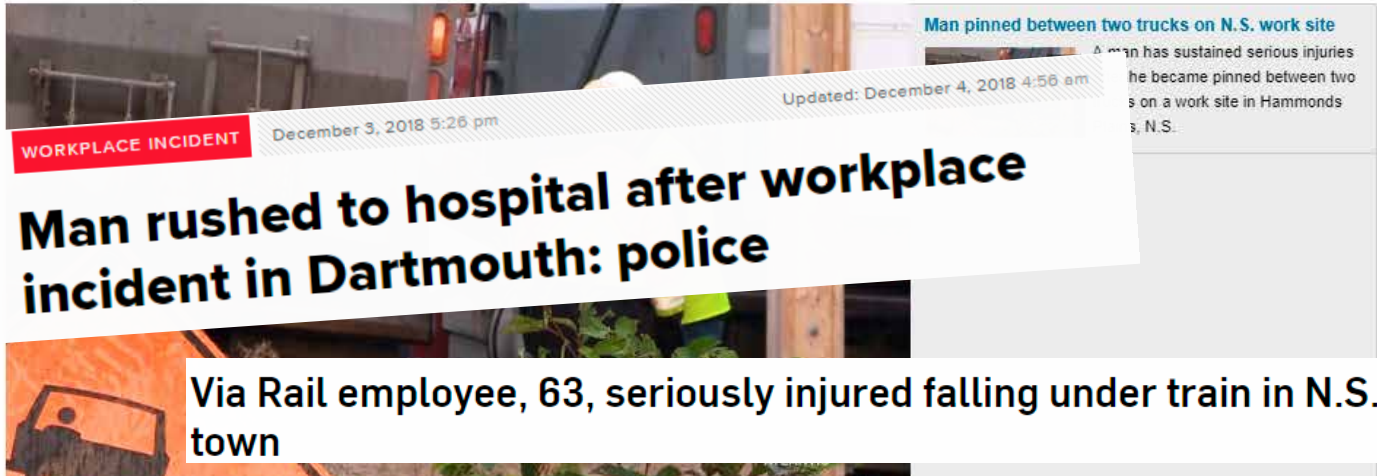 Man pinned between two trucks on N.S. work site
man has sustained serious injuries
he became pinned between two
on a work site in Hammonds
N.S.
WORKPLACE INCIDENT
December 3, 2018 5:26 pm
Updated: December 4, 2018 4:56 am
Man rushed to hospital after workplace
incident in Dartmouth: police
Via Rail employee, 63, seriously injured falling under train in N.S.
town